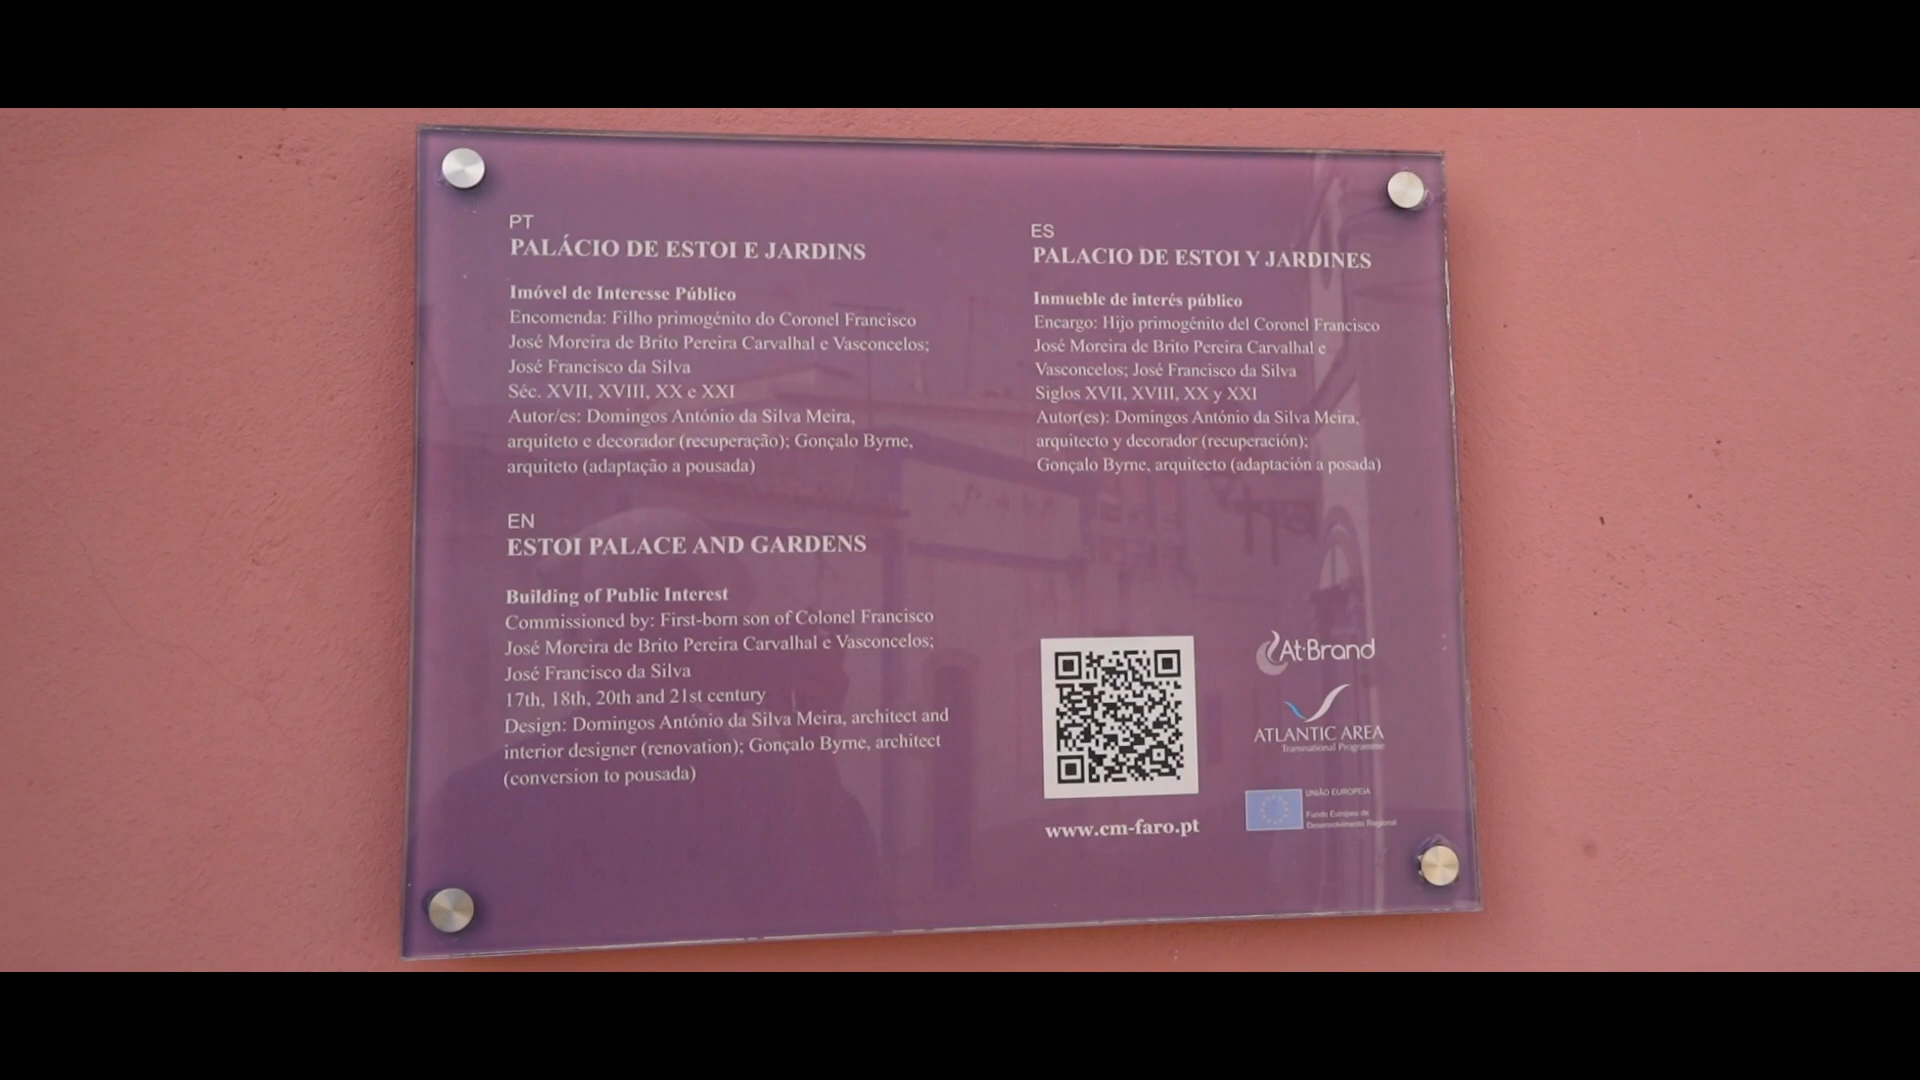 PT
PALÁCIO DE ESTOI E JARDINS
Imóvel de Interesse Público
Encomenda: Filho primogénito do Coronel Francisco
José Moreira de Brito Pereira Carvalhal e Vasconcelos;
José Francisco da Silva
Séc. XVII, XVIII, XX e XXI
Autor/es: Domingos António da Silva Meira,
arquiteto e decorador (recuperação); Gonçalo Byrne,
arquiteto (adaptação a pousada)
EN
ESTOI PALACE AND GARDENS
Building of Public Interest
Commissioned by: First-born son of Colonel Francisco
José Moreira de Brito Pereira Carvalhal e Vasconcelos;
José Francisco da Silva
17th, 18th, 20th and 21st century
Design: Domingos António da Silva Meira, architect and
interior designer (renovation); Gonçalo Byrne, architect
(conversion to pousada)
ES
PALACIO DE ESTOI Y JARDINES
Inmueble de interés público
Encargo: Hijo primogénito del Coronel Francisco
José Moreira de Brito Pereira Carvalhal e
Vasconcelos; José Francisco da Silva
Siglos XVII, XVIII, XX y XXI
Autor(es): Domingos António da Silva Meira,
arquitecto y decorador (recuperación);
Gonçalo Byrne, arquitecto (adaptación a posada)
www.cm-faro.pt
At·Brand
ATLANTIC AREA
Transnational Programme
UNIÃO EUROPEIA
Fundo Europeu de
Desenvolvimento Regional